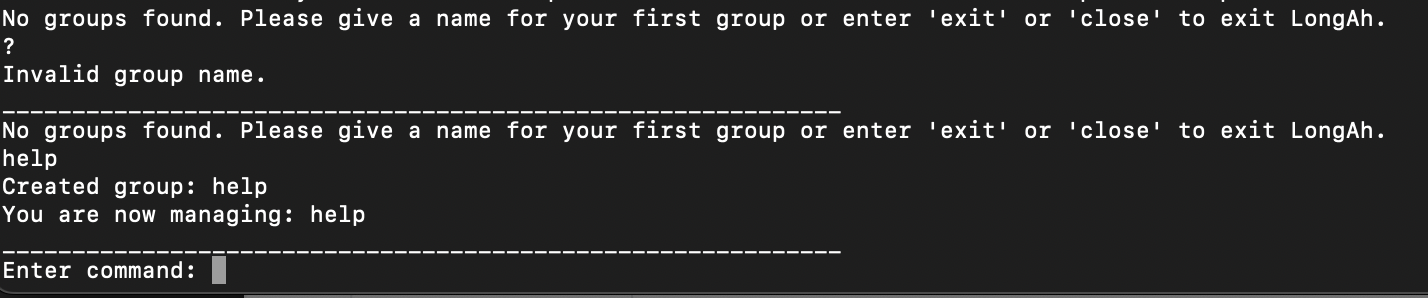 No groups found. Please give a name for your first group or enter 'exit' or 'close' to exit LongAh.
?
Invalid group name.
____________________________________________________________
No groups found. Please give a name for your first group or enter 'exit' or 'close' to exit LongAh.
help
Created group: help
You are now managing: help
____________________________________________________________
Enter command: